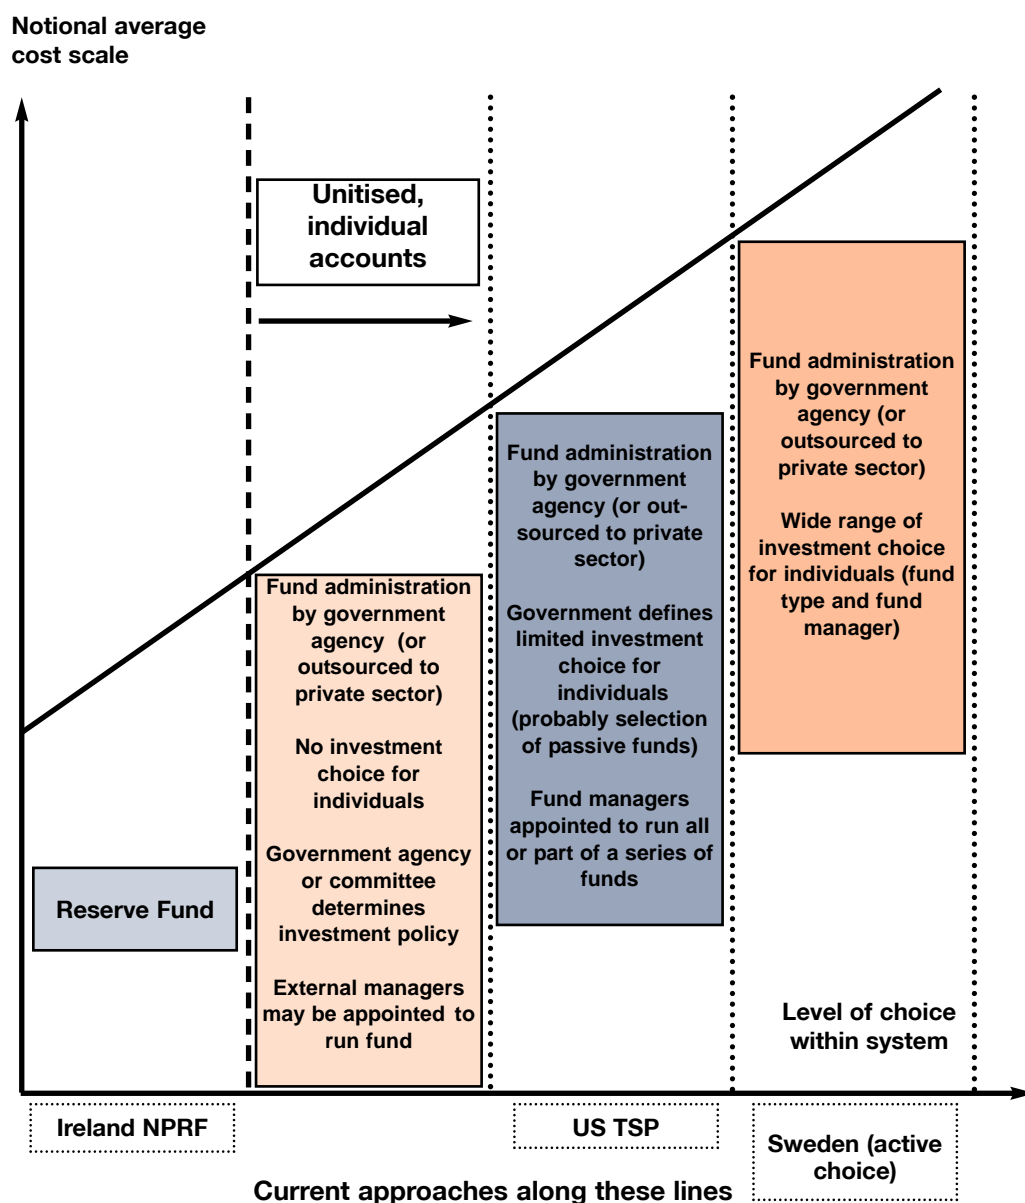 Notional average
cost scale
Unitised,
individual
accounts
Reserve Fund
Fund administration
by government
agency (or
outsourced to
private sector)
No investment
choice for
individuals
Government agency
or committee
determines
investment policy
External managers
may be appointed to
run fund
Fund administration
by government
agency (or out-
sourced to private
sector)
Government defines
limited investment
choice for
individuals
(probably selection
of passive funds)
Fund managers
appointed to run all
or part of a series of
funds
Fund administration
by government
agency (or
outsourced to
private sector)
Wide range of
investment choice
for individuals (fund
type and fund
manager)
Level of choice
within system
Ireland NPRF
US TSP
Sweden (active
choice)
Current approaches along these lines